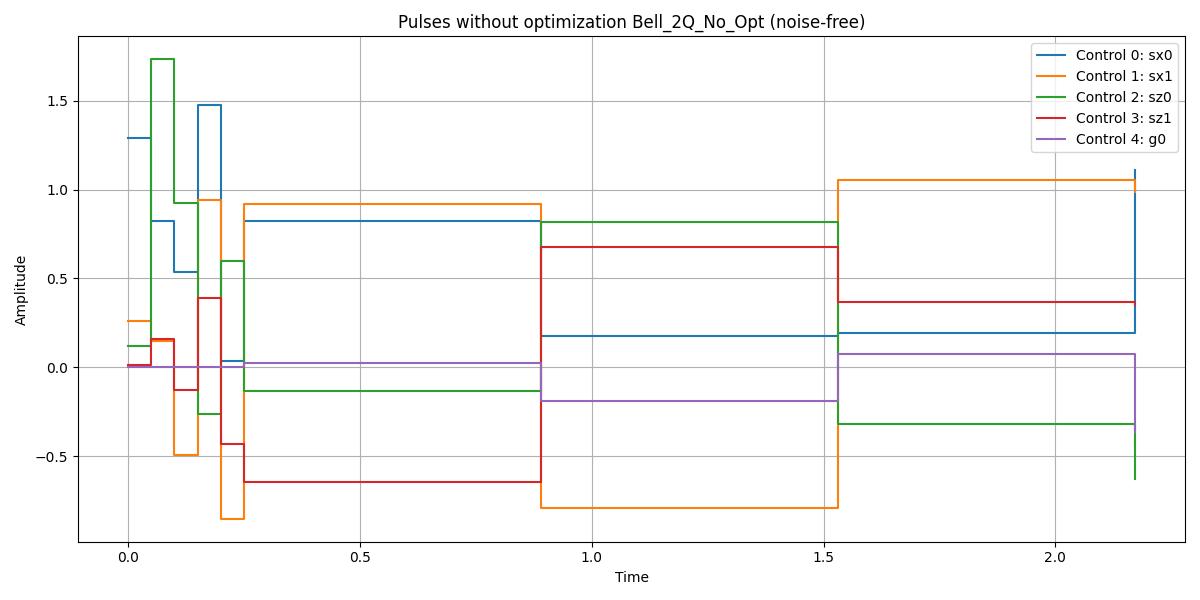 Pulses without optimization Bell_2Q_No_Opt (noise-free)
Control 0: sx0
Control 1: sx1
Control 2: sz0
Control 3: sz1
Control 4: g0
Amplitude
1.5
1.0
0.5
0.0
−0.5
0.0 0.5 1.0 1.5 2.0
Time